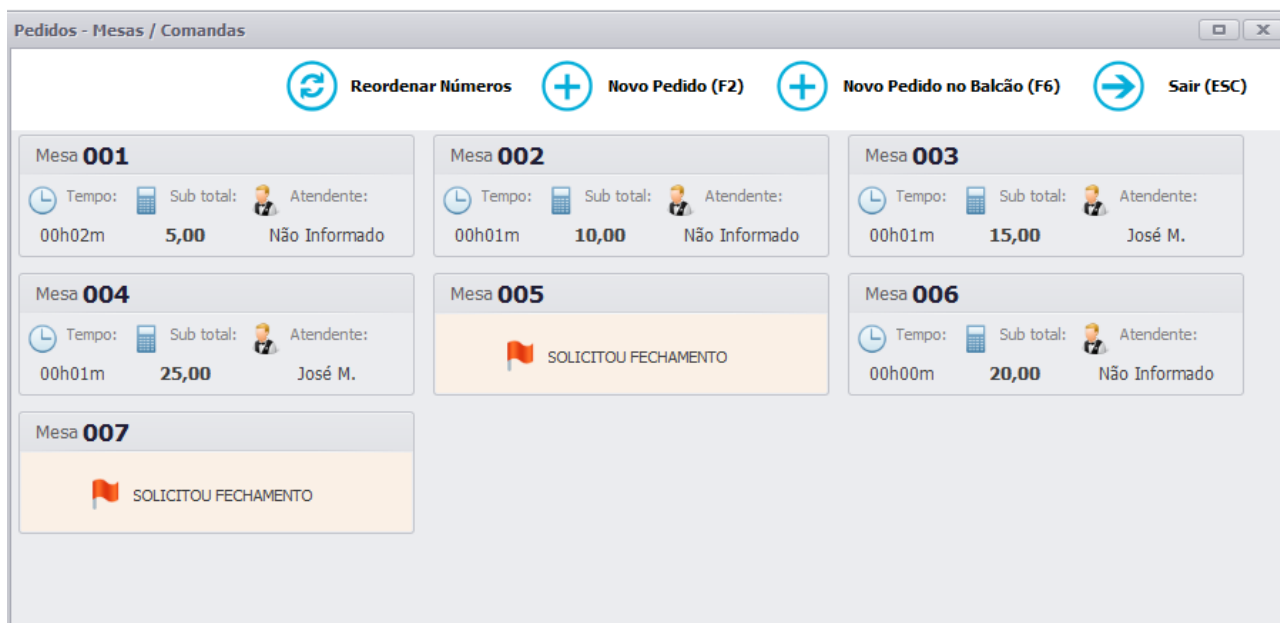 Pedidos - Mesas / Comandas
Reordenar Números Novo Pedido (F2) Novo Pedido no Balcão (F6) Sair (ESC)
Mesa 001
Tempo: Sub total: Atendente:
00h02m 5,00 Não Informado
Mesa 002
Tempo: Sub total: Atendente:
00h01m 10,00 Não Informado
Mesa 003
Tempo: Sub total: Atendente:
00h01m 15,00 José M.
Mesa 004
Tempo: Sub total: Atendente:
00h01m 25,00 José M.
Mesa 005
SOLICITOU FECHAMENTO
Mesa 006
Tempo: Sub total: Atendente:
00h00m 20,00 Não Informado
Mesa 007
SOLICITOU FECHAMENTO